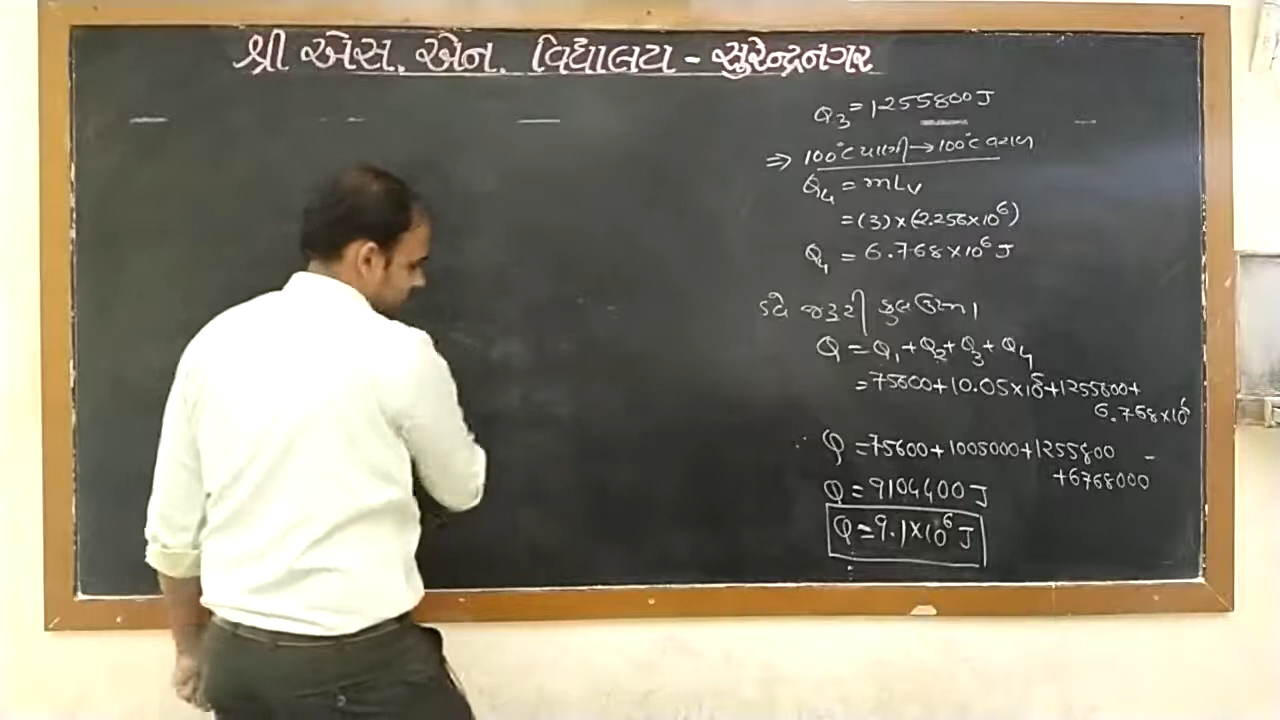 શ્રી એસ. એન. વિદ્યાલય - સુરેન્દ્રનગર
Q₃ = 1255800 J
⇒ 100°C પાણી → 100°C વરાળ
Q₄ = mLv
= (3) × (2.256×10⁶)
Q₄ = 6.768×10⁶ J
હવે જરૂરી કુલ ઉષ્મા
Q = Q₁ + Q₂ + Q₃ + Q₄
= 75600 + 10.05×10⁵ + 1255800 +
6.768×10⁶
∴ Q = 75600 + 1005000 + 1255800
+ 6768000
Q = 9104400 J
Q = 9.1×10⁶ J